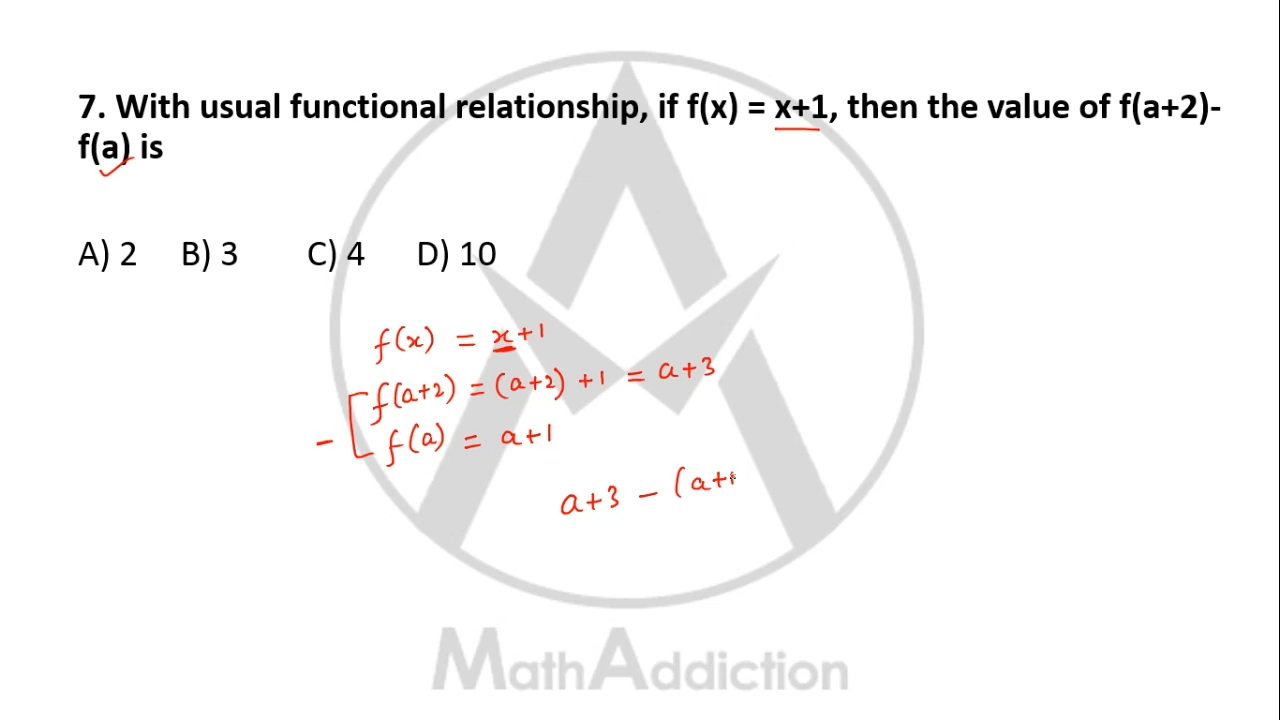 7. With usual functional relationship, if f(x) = x+1, then the value of f(a+2)-
f(a) is
A) 2 B) 3 C) 4 D) 10
f(x) = x+1
f(a+2) = (a+2) +1 = a+3
- f(a) = a+1
a+3 - (a+
MathAddiction